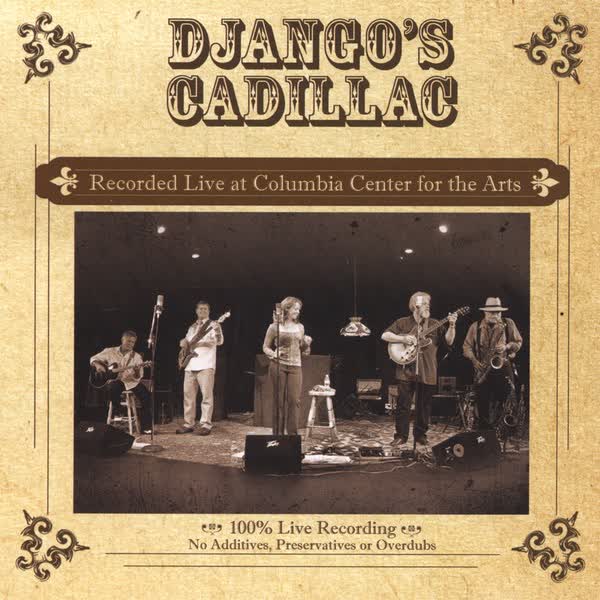 DJANGO'S
CADILLAC
Recorded Live at Columbia Center for the Arts
100% Live Recording
No Additives, Preservatives or Overdubs